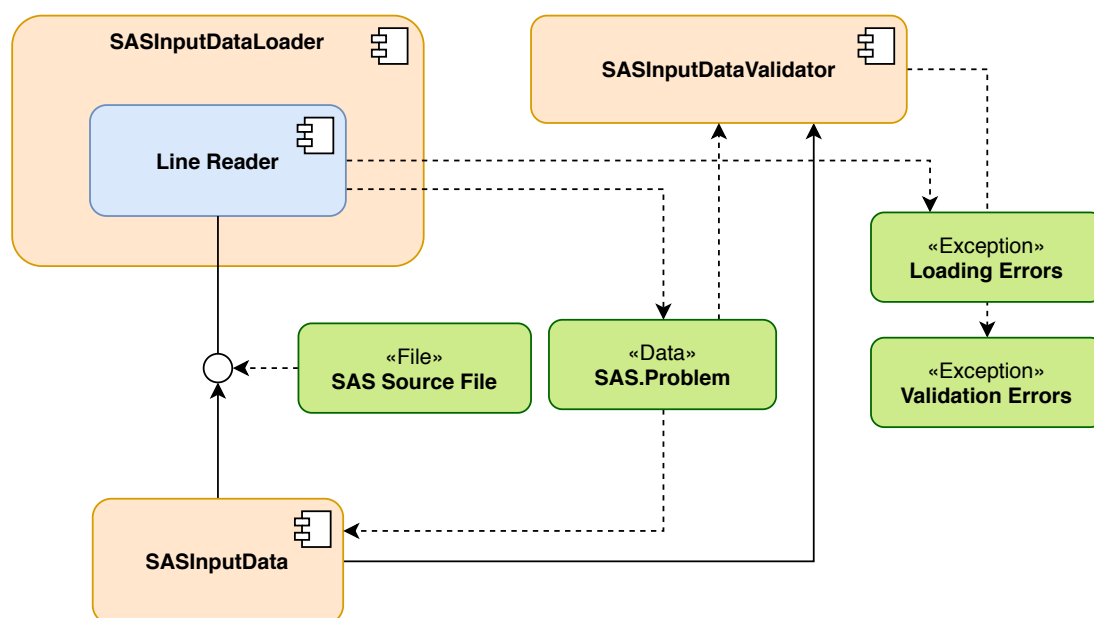 SASInputDataLoader
SASInputDataValidator
Line Reader
«Exception»
Loading Errors
«File»
SAS Source File
«Data»
SAS.Problem
«Exception»
Validation Errors
SASInputData